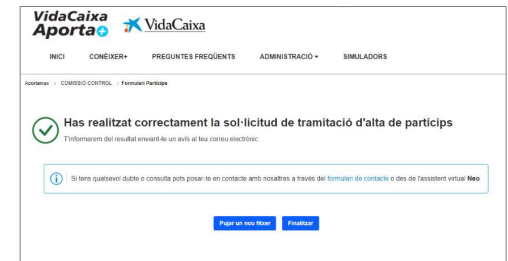 VidaCaixa
Aporta+
VidaCaixa
INICI CONÈIXER+ PREGUNTES FREQÜENTS ADMINISTRACIÓ SIMULADORS
Aportemas › COMISSIÓ CONTROL › Formulari Partícips
Has realitzat correctament la sol·licitud de tramitació d'alta de partícips
T'informarem del resultat enviant-te un avís al teu correu electrònic.
Si tens qualsevol dubte o consulta pots posar-te en contacte amb nosaltres a través del formulari de contacte o des de l'assistent virtual Neo
Pujar un nou fitxer Finalitzar